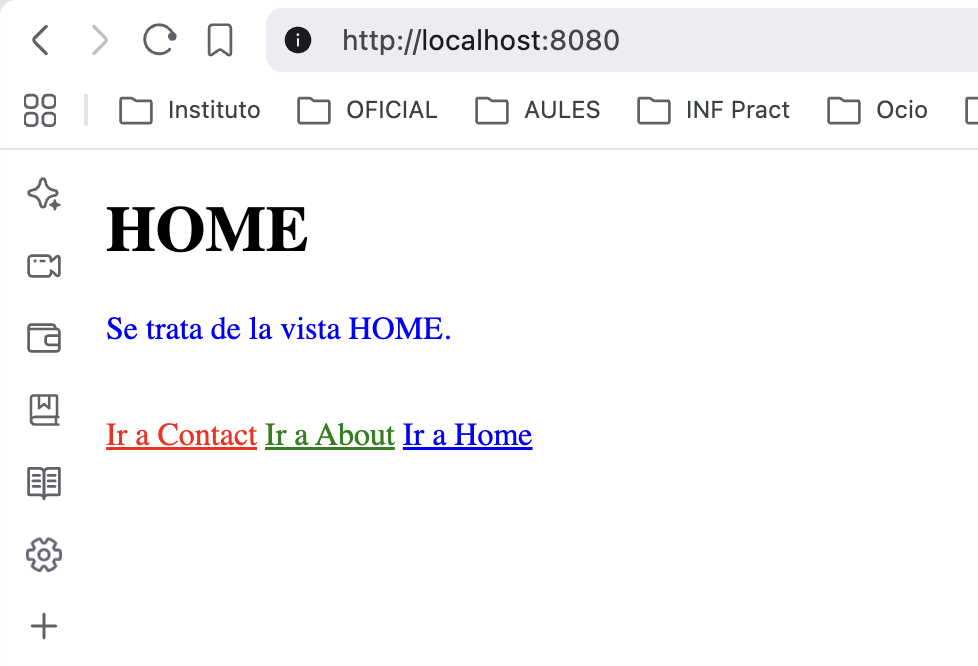 http://localhost:8080
Instituto OFICIAL AULES INF Pract Ocio
HOME
Se trata de la vista HOME.
Ir a Contact Ir a About Ir a Home